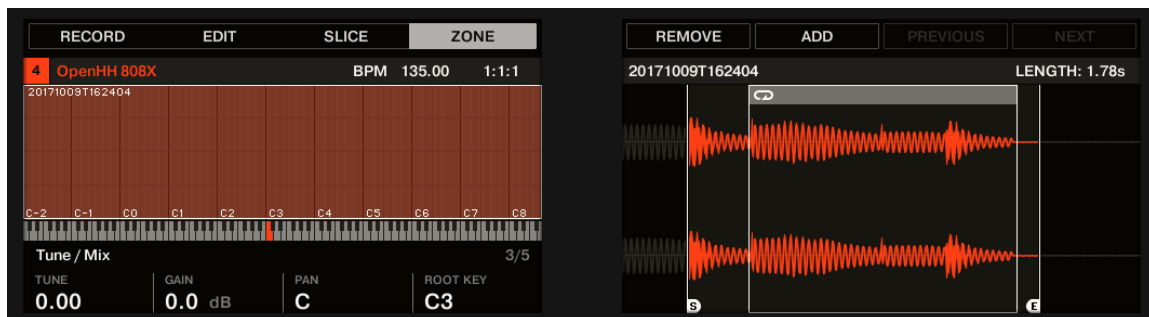 RECORD EDIT SLICE ZONE
4 OpenHH 808X BPM 135.00 1:1:1
20171009T162404
C-2 C-1 C0 C1 C2 C3 C4 C5 C6 C7 C8
Tune / Mix 3/5
TUNE GAIN PAN ROOT KEY
0.00 0.0 dB C C3
REMOVE ADD PREVIOUS NEXT
20171009T162404 LENGTH: 1.78s
S E